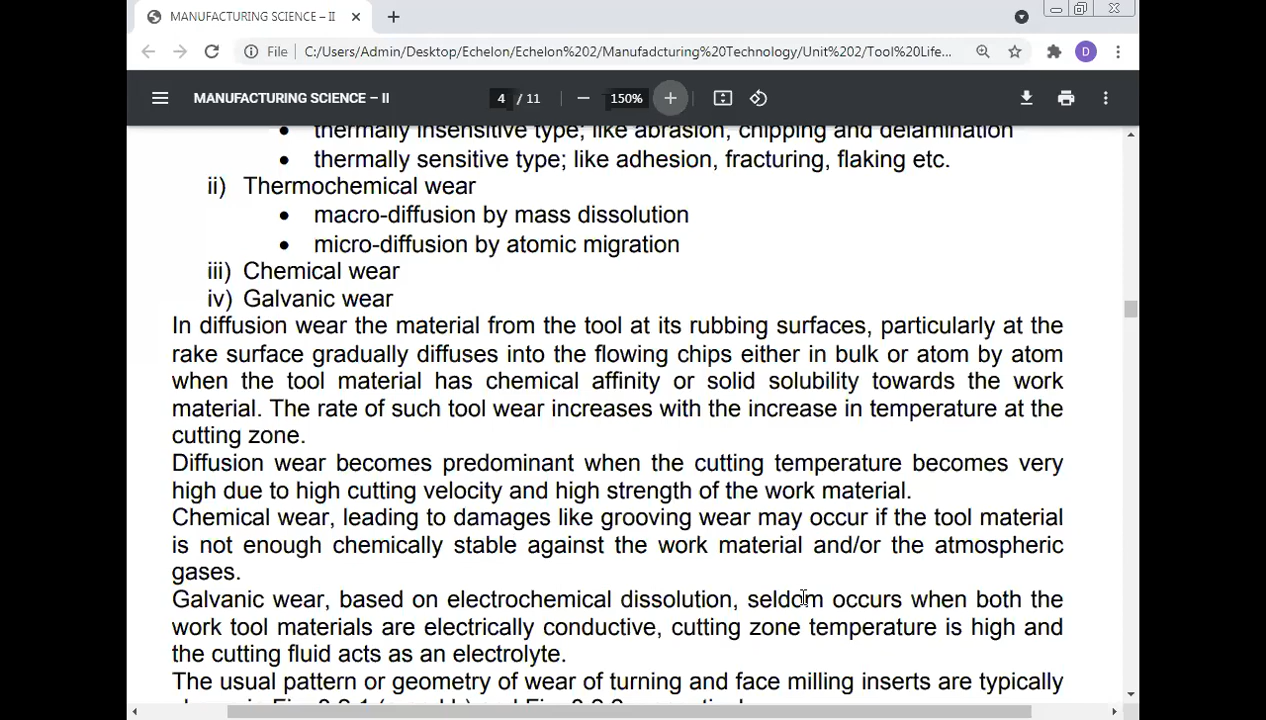 MANUFACTURING SCIENCE – II
File C:/Users/Admin/Desktop/Echelon/Echelon%202/Manufadcturing%20Technology/Unit%202/Tool%20Life...
D
MANUFACTURING SCIENCE – II 4 / 11 150%
• thermally insensitive type; like abrasion, chipping and delamination
• thermally sensitive type; like adhesion, fracturing, flaking etc.
ii) Thermochemical wear
• macro-diffusion by mass dissolution
• micro-diffusion by atomic migration
iii) Chemical wear
iv) Galvanic wear
In diffusion wear the material from the tool at its rubbing surfaces, particularly at the
rake surface gradually diffuses into the flowing chips either in bulk or atom by atom
when the tool material has chemical affinity or solid solubility towards the work
material. The rate of such tool wear increases with the increase in temperature at the
cutting zone.
Diffusion wear becomes predominant when the cutting temperature becomes very
high due to high cutting velocity and high strength of the work material.
Chemical wear, leading to damages like grooving wear may occur if the tool material
is not enough chemically stable against the work material and/or the atmospheric
gases.
Galvanic wear, based on electrochemical dissolution, seldom occurs when both the
work tool materials are electrically conductive, cutting zone temperature is high and
the cutting fluid acts as an electrolyte.
The usual pattern or geometry of wear of turning and face milling inserts are typically